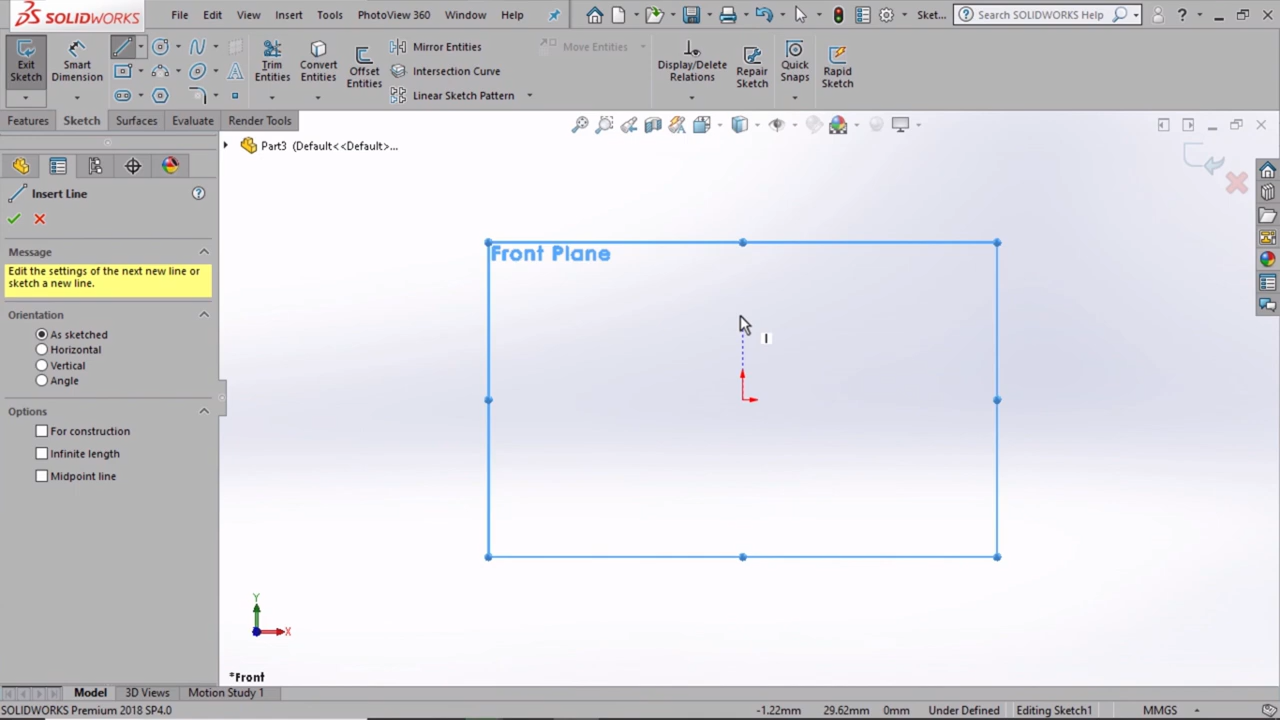 SOLIDWORKS File Edit View Insert Tools PhotoView 360 Window Help Sket... Search SOLIDWORKS Help ?
Exit Sketch
Smart Dimension
Trim Entities
Convert Entities
Offset Entities
Mirror Entities
Intersection Curve
Linear Sketch Pattern
Move Entities
Display/Delete Relations
Repair Sketch
Quick Snaps
Rapid Sketch
Features Sketch Surfaces Evaluate Render Tools
Part3 (Default<<Default>...
Insert Line ?
Message
Edit the settings of the next new line or
sketch a new line.
Orientation
As sketched
Horizontal
Vertical
Angle
Options
For construction
Infinite length
Midpoint line
Front Plane
Y
X
*Front
Model 3D Views Motion Study 1
SOLIDWORKS Premium 2018 SP4.0 -1.22mm 29.62mm 0mm Under Defined Editing Sketch1 MMGS